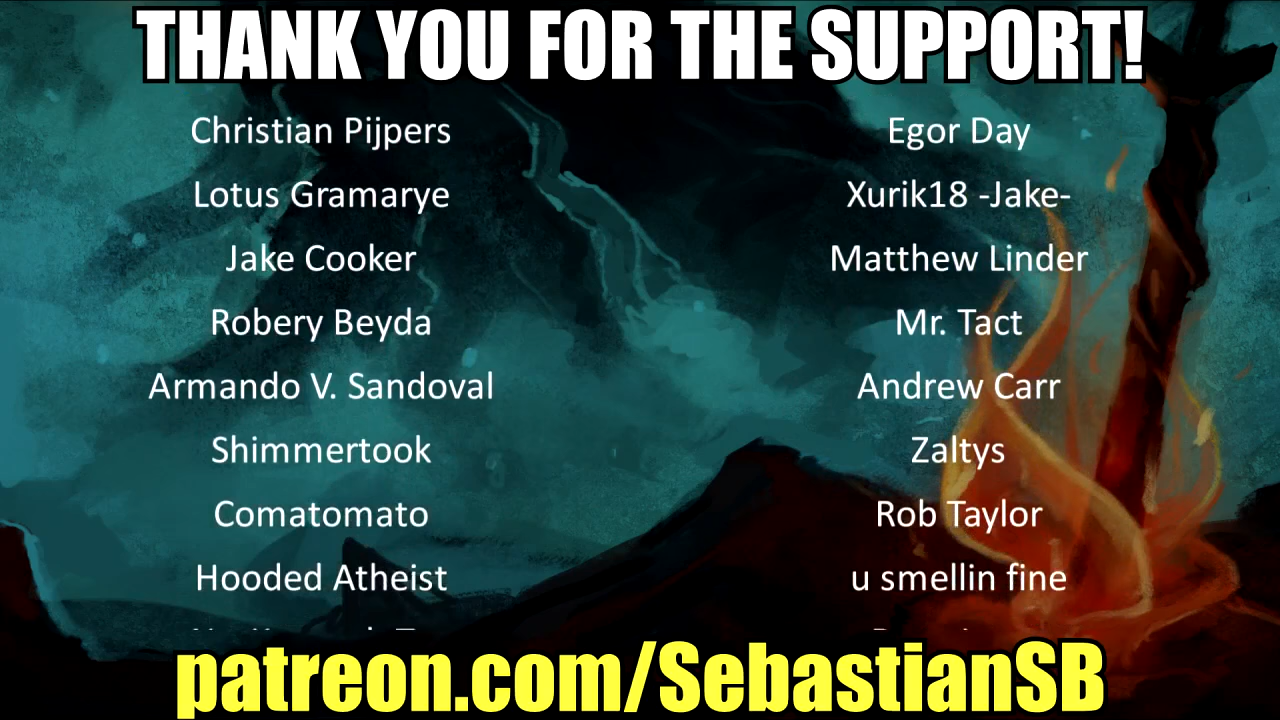 THANK YOU FOR THE SUPPORT!
Christian Pijpers
Lotus Gramarye
Jake Cooker
Robery Beyda
Armando V. Sandoval
Shimmertook
Comatomato
Hooded Atheist
Egor Day
Xurik18 -Jake-
Matthew Linder
Mr. Tact
Andrew Carr
Zaltys
Rob Taylor
u smellin fine
patreon.com/SebastianSB